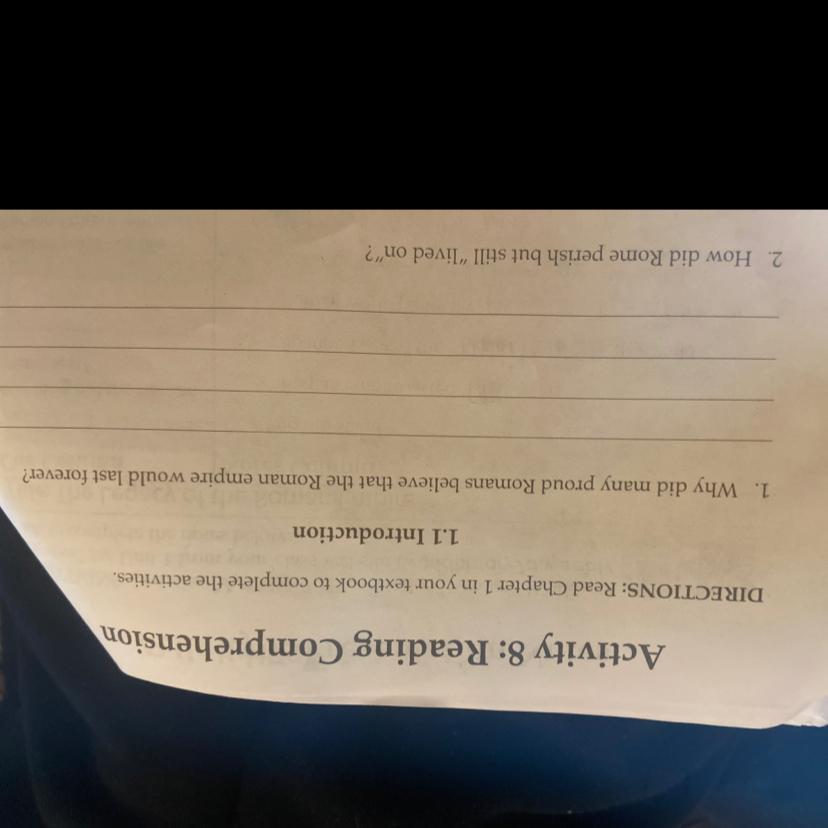 Activity 8: Reading Comprehension
DIRECTIONS: Read Chapter 1 in your textbook to complete the activities.
1.1 Introduction
1. Why did many proud Romans believe that the Roman empire would last forever?
2. How did Rome perish but still "lived on"?